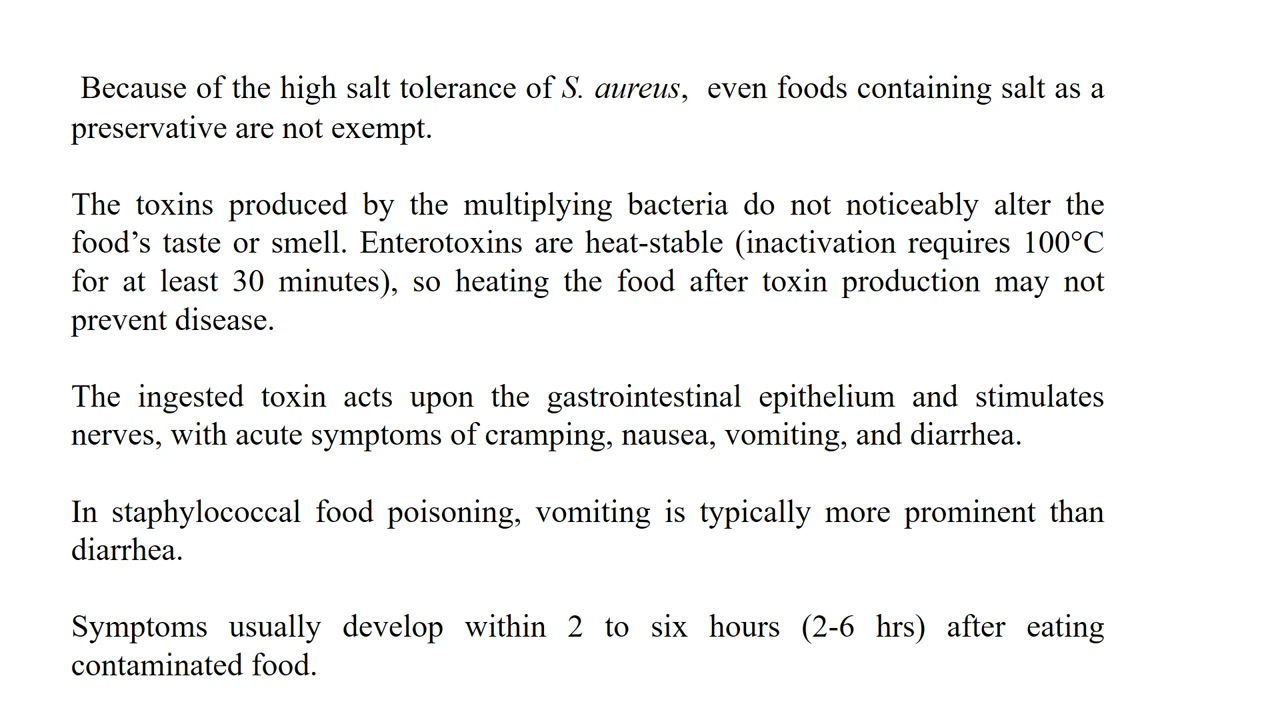 Because of the high salt tolerance of S. aureus, even foods containing salt as a
preservative are not exempt.
The toxins produced by the multiplying bacteria do not noticeably alter the
food’s taste or smell. Enterotoxins are heat-stable (inactivation requires 100°C
for at least 30 minutes), so heating the food after toxin production may not
prevent disease.
The ingested toxin acts upon the gastrointestinal epithelium and stimulates
nerves, with acute symptoms of cramping, nausea, vomiting, and diarrhea.
In staphylococcal food poisoning, vomiting is typically more prominent than
diarrhea.
Symptoms usually develop within 2 to six hours (2-6 hrs) after eating
contaminated food.